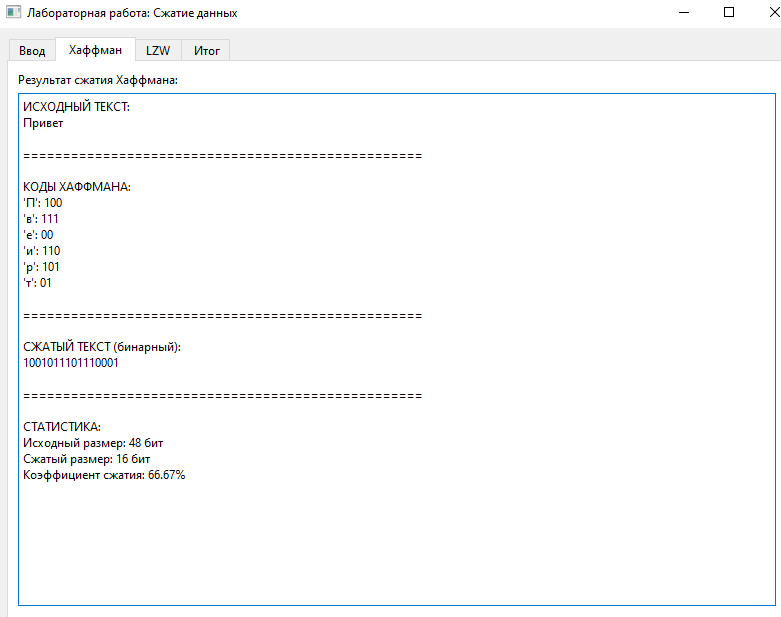 Лабораторная работа: Сжатие данных
Ввод Хаффман LZW Итог
Результат сжатия Хаффмана:
ИСХОДНЫЙ ТЕКСТ:
Привет
==================================================
КОДЫ ХАФФМАНА:
'П': 100
'в': 111
'е': 00
'и': 110
'р': 101
'т': 01
==================================================
СЖАТЫЙ ТЕКСТ (бинарный):
1001011101110001
==================================================
СТАТИСТИКА:
Исходный размер: 48 бит
Сжатый размер: 16 бит
Коэффициент сжатия: 66.67%